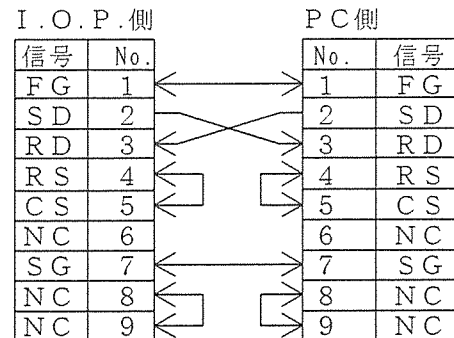 I.O.P.側 PC側
信号 No. No. 信号
FG 1 1 FG
SD 2 2 SD
RD 3 3 RD
RS 4 4 RS
CS 5 5 CS
NC 6 6 NC
SG 7 7 SG
NC 8 8 NC
NC 9 9 NC